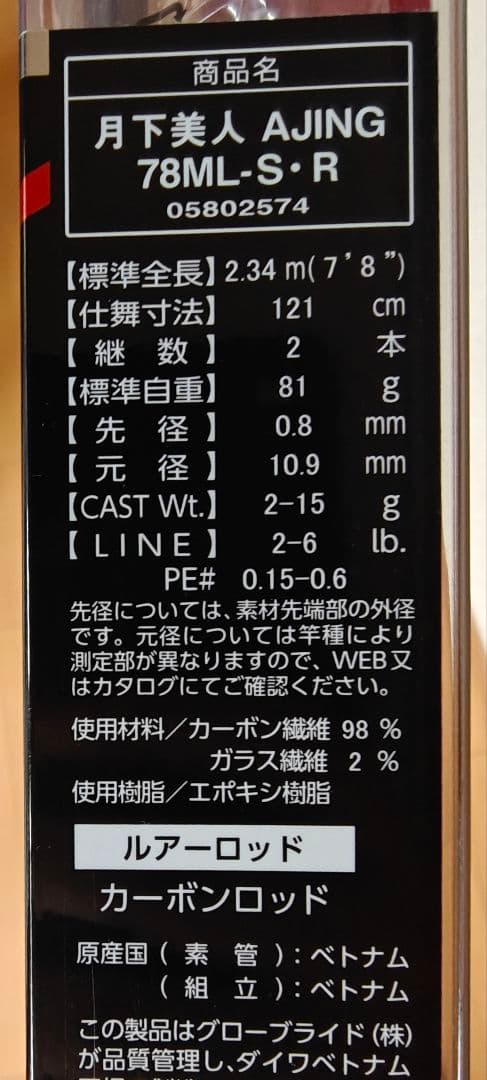 商品名
月下美人 AJING
78ML-S・R
05802574
【標準全長】2.34 m(7'8")
【仕舞寸法】 121 cm
【継 数】 2 本
【標準自重】 81 g
【先 径】 0.8 mm
【元 径】 10.9 mm
【CAST Wt.】 2-15 g
【LINE】 2-6 lb.
PE# 0.15-0.6
先径については、素材先端部の外径
です。元径については竿種により
測定部が異なりますので、WEB又
はカタログにてご確認ください。
使用材料／カーボン繊維 98 %
ガラス繊維 2 %
使用樹脂／エポキシ樹脂
ルアーロッド
カーボンロッド
原産国(素 管):ベトナム
(組 立):ベトナム
この製品はグローブライド(株)
が品質管理し、ダイワベトナム